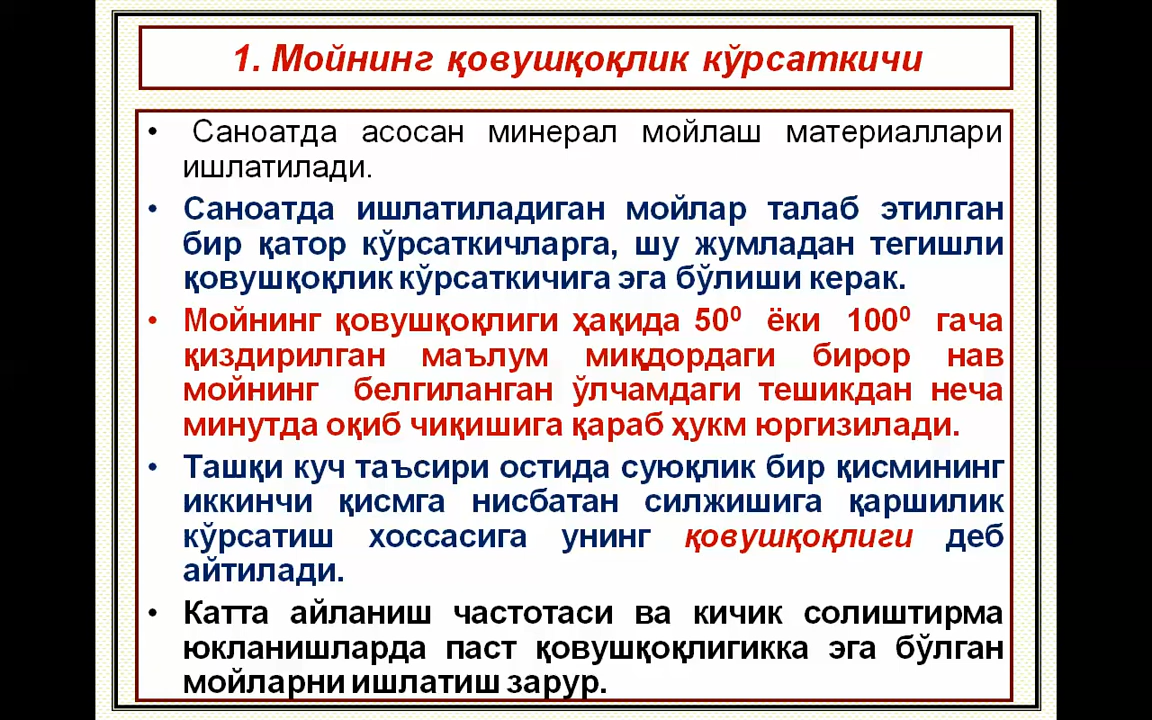 1. Мойнинг қовушқоқлик кўрсаткичи
• Саноатда асосан минерал мойлаш материаллари
ишлатилади.
• Саноатда ишлатиладиган мойлар талаб этилган
бир қатор кўрсаткичларга, шу жумладан тегишли
қовушқоқлик кўрсаткичига эга бўлиши керак.
• Мойнинг қовушқоқлиги ҳақида 50⁰ ёки 100⁰ гача
қиздирилган маълум миқдордаги бирор нав
мойнинг белгиланган ўлчамдаги тешикдан неча
минутда оқиб чиқишига қараб ҳукм юргизилади.
• Ташқи куч таъсири остида суюқлик бир қисмининг
иккинчи қисмга нисбатан силжишига қаршилик
кўрсатиш хоссасига унинг қовушқоқлиги деб
айтилади.
• Катта айланиш частотаси ва кичик солиштирма
юкланишларда паст қовушқоқлигикка эга бўлган
мойларни ишлатиш зарур.